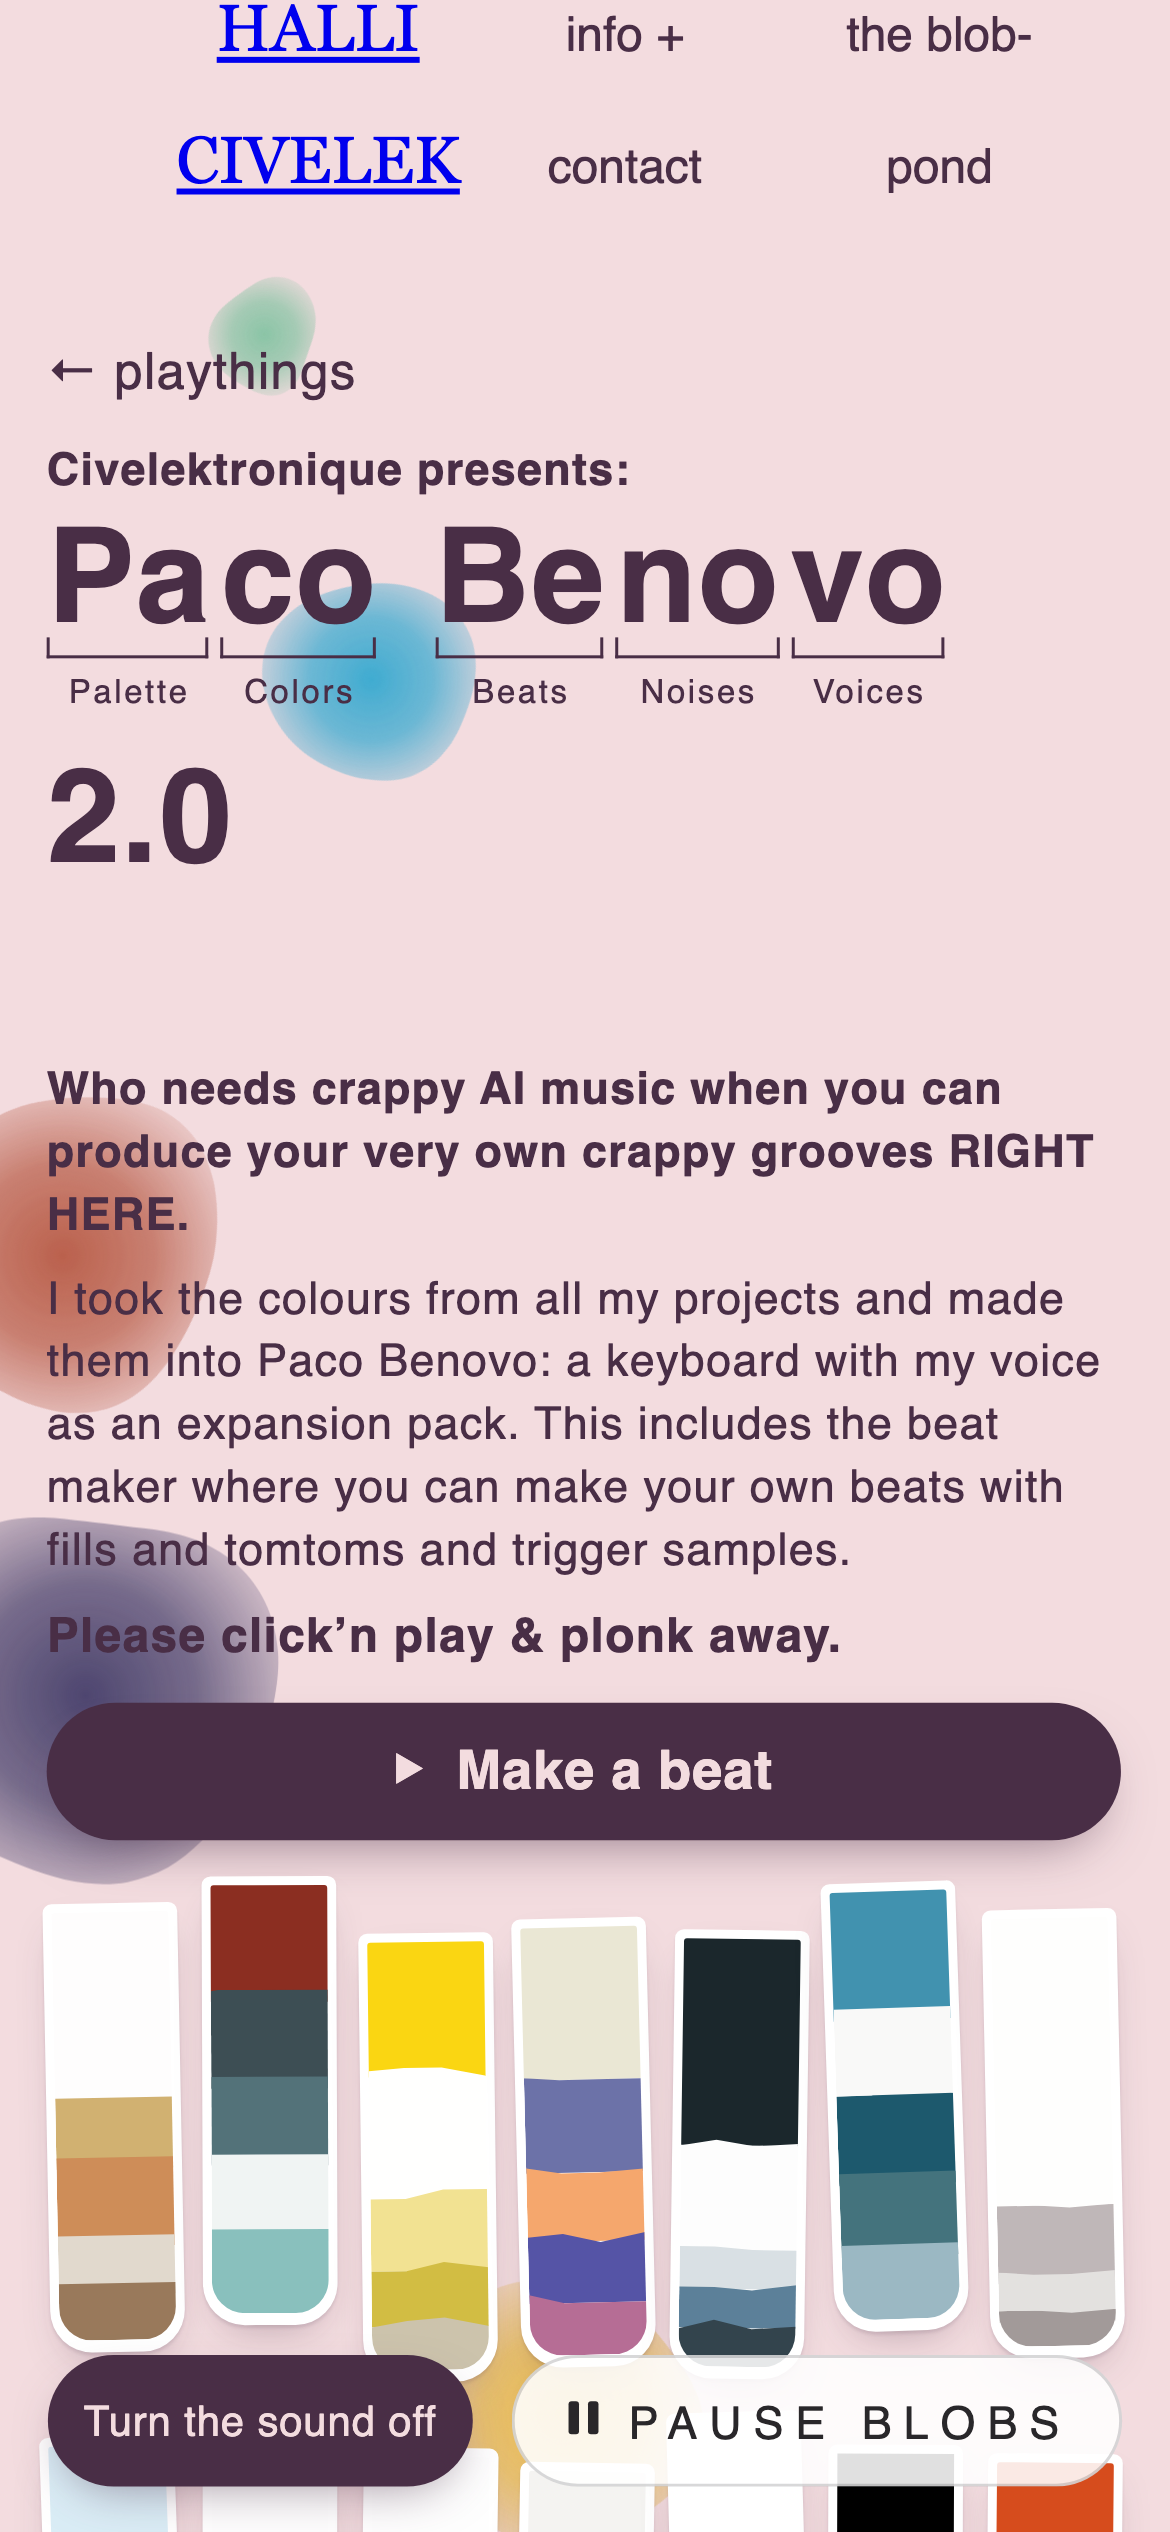 HALLI
CIVELEK
info +
contact
the blob-
pond
← playthings
Civelektronique presents:
Paco Benovo
Palette Colors Beats Noises Voices
2.0
Who needs crappy AI music when you can
produce your very own crappy grooves RIGHT
HERE.
I took the colours from all my projects and made
them into Paco Benovo: a keyboard with my voice
as an expansion pack. This includes the beat
maker where you can make your own beats with
fills and tomtoms and trigger samples.
Please click’n play & plonk away.
Make a beat
Turn the sound off
PAUSE BLOBS